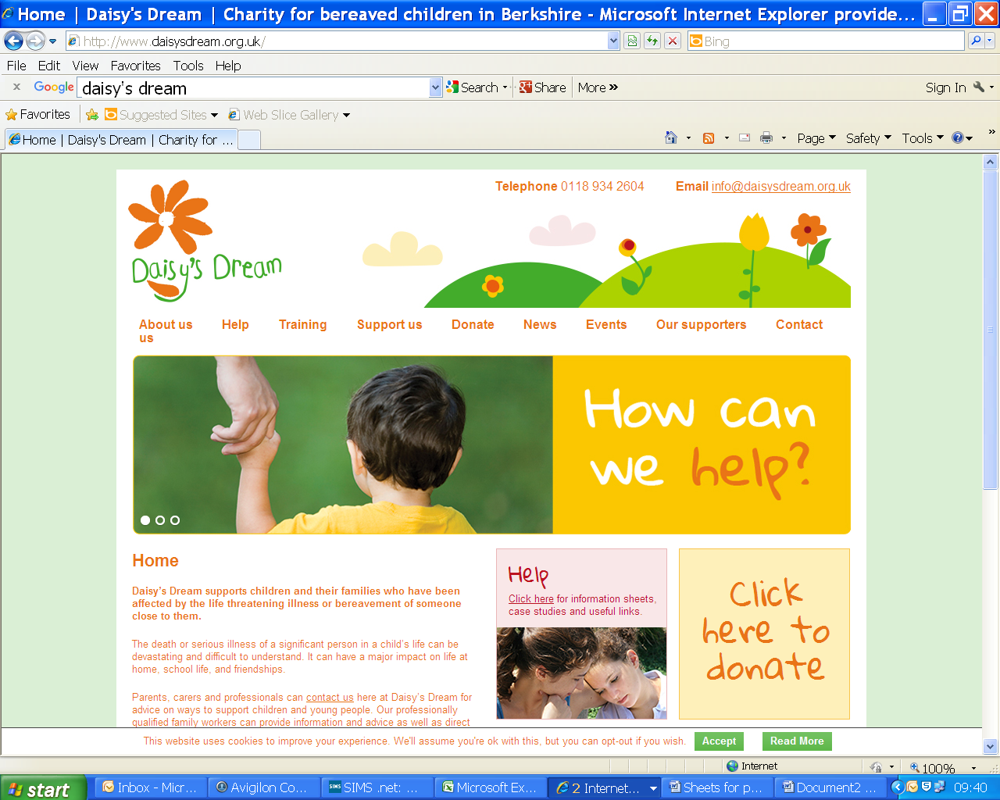 Home | Daisy's Dream | Charity for bereaved children in Berkshire - Microsoft Internet Explorer provide...
http://www.daisysdream.org.uk/
Bing
File Edit View Favorites Tools Help
x Google daisy's dream Search Share More » Sign In
Favorites Suggested Sites Web Slice Gallery
Home | Daisy's Dream | Charity for ... Page Safety Tools »
Telephone 0118 934 2604 Email info@daisysdream.org.uk
Daisy's Dream
About us Help Training Support us Donate News Events Our supporters Contact
us
How can
we help?
Home
Daisy's Dream supports children and their families who have been
affected by the life threatening illness or bereavement of someone
close to them.
The death or serious illness of a significant person in a child's life can be
devastating and difficult to understand. It can have a major impact on life at
home, school life, and friendships.
Parents, carers and professionals can contact us here at Daisy's Dream for
advice on ways to support children and young people. Our professionally
qualified family workers can provide information and advice as well as direct
Help
Click here for information sheets,
case studies and useful links.
Click
here to
donate
This website uses cookies to improve your experience. We'll assume you're ok with this, but you can opt-out if you wish. Accept Read More
Internet 100%
start Inbox - Micr... Avigilon Co... SIMS .net: ... Microsoft Ex... 2 Internet... Sheets for p... Document2 ... 09:40